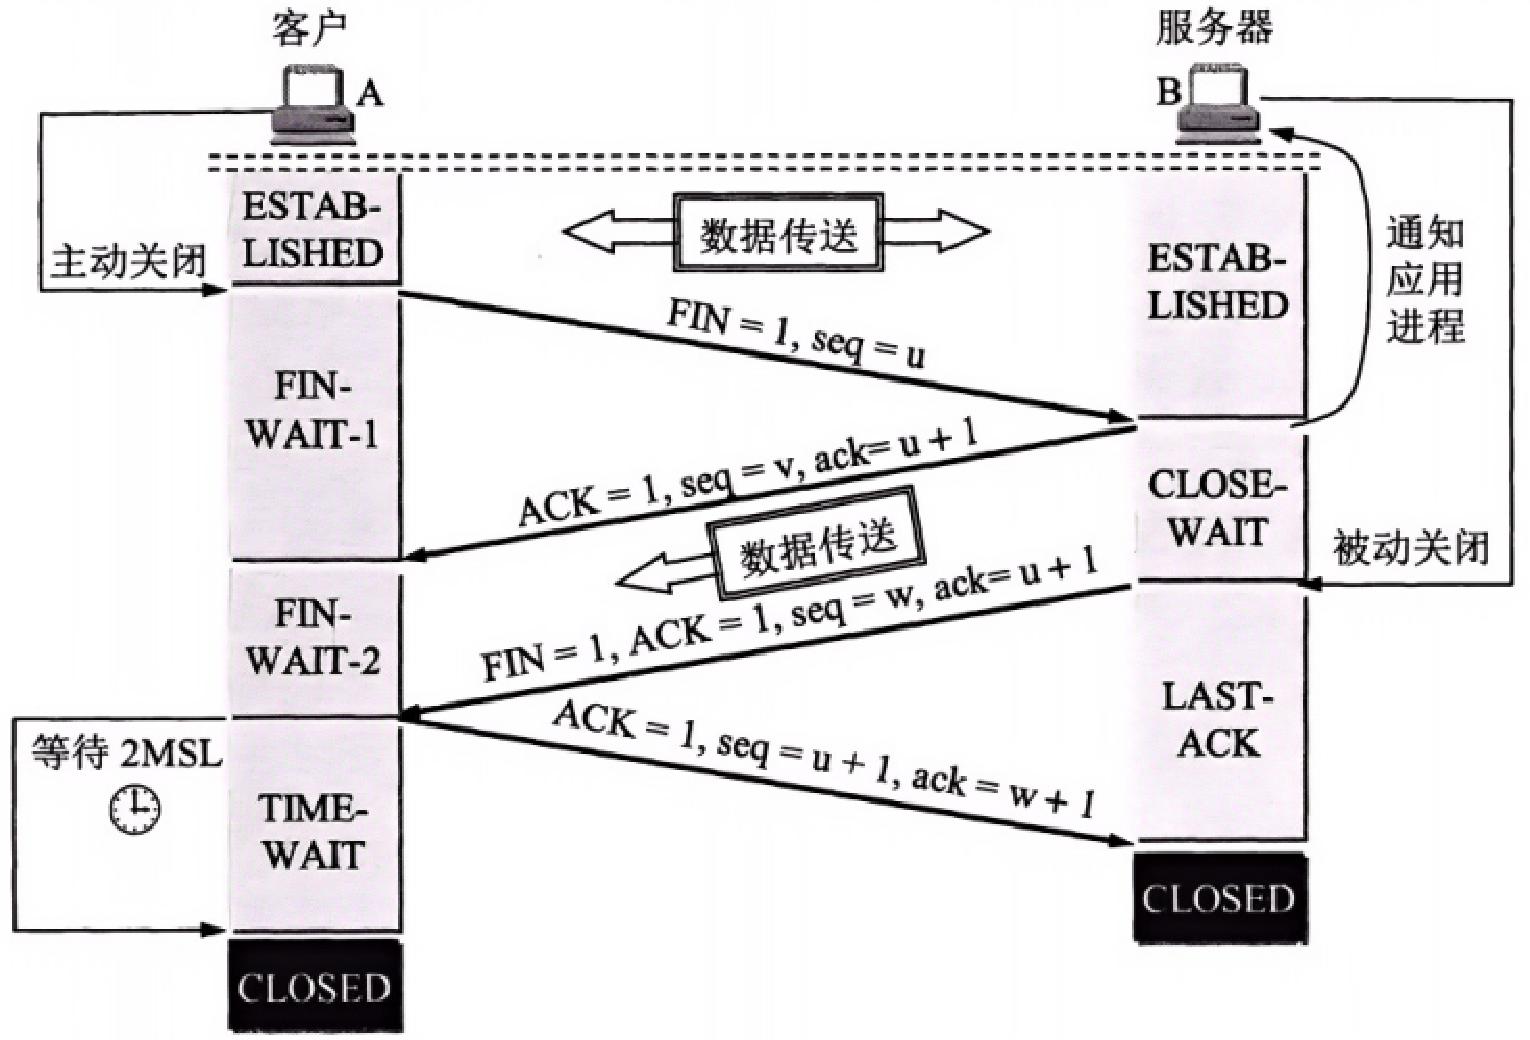 客户
服务器
A
B
ESTAB-
LISHED
数据传送
ESTAB-
LISHED
通知
应用
进程
主动关闭
FIN = 1, seq = u
FIN-
WAIT-1
ACK = 1, seq = v, ack= u + 1
CLOSE-
WAIT
数据传送
被动关闭
FIN-
WAIT-2
FIN = 1, ACK = 1, seq = w, ack= u + 1
LAST-
ACK
ACK = 1, seq = u + 1, ack = w + 1
等待 2MSL
TIME-
WAIT
CLOSED
CLOSED